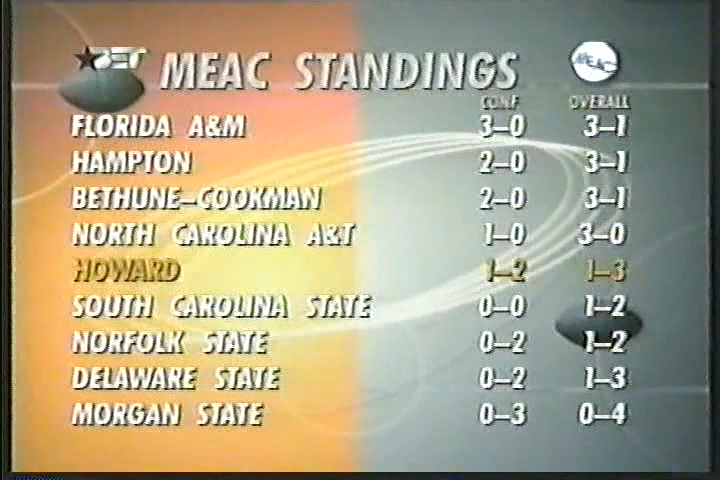 BET MEAC STANDINGS MEAC
CONF OVERALL
FLORIDA A&M 3–0 3–1
HAMPTON 2–0 3–1
BETHUNE–COOKMAN 2–0 3–1
NORTH CAROLINA A&T 1–0 3–0
HOWARD 1–2 1–3
SOUTH CAROLINA STATE 0–0 1–2
NORFOLK STATE 0–2 1–2
DELAWARE STATE 0–2 1–3
MORGAN STATE 0–3 0–4